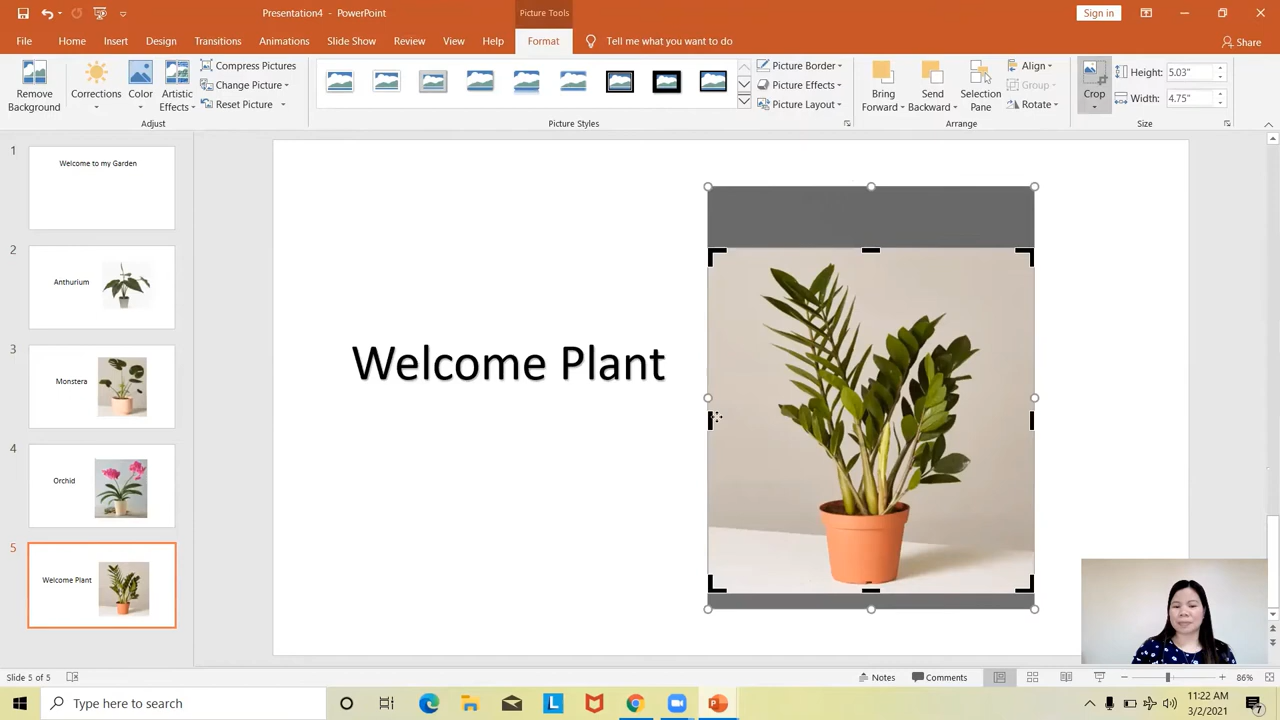 Presentation4 - PowerPoint
Picture Tools
Sign in
File
Home
Insert
Design
Transitions
Animations
Slide Show
Review
View
Help
Format
Tell me what you want to do
Share
Remove
Background
Corrections
Color
Artistic
Effects
Compress Pictures
Change Picture
Reset Picture
Adjust
Picture Styles
Picture Border
Picture Effects
Picture Layout
Bring
Forward
Send
Backward
Selection
Pane
Align
Group
Rotate
Arrange
Crop
Height: 5.03"
Width: 4.75"
Size
1
Welcome to my Garden
2
Anthurium
3
Monstera
4
Orchid
5
Welcome Plant
Welcome Plant
Slide 5 of 5
Notes
Comments
86%
Type here to search
11:22 AM
3/2/2021
7